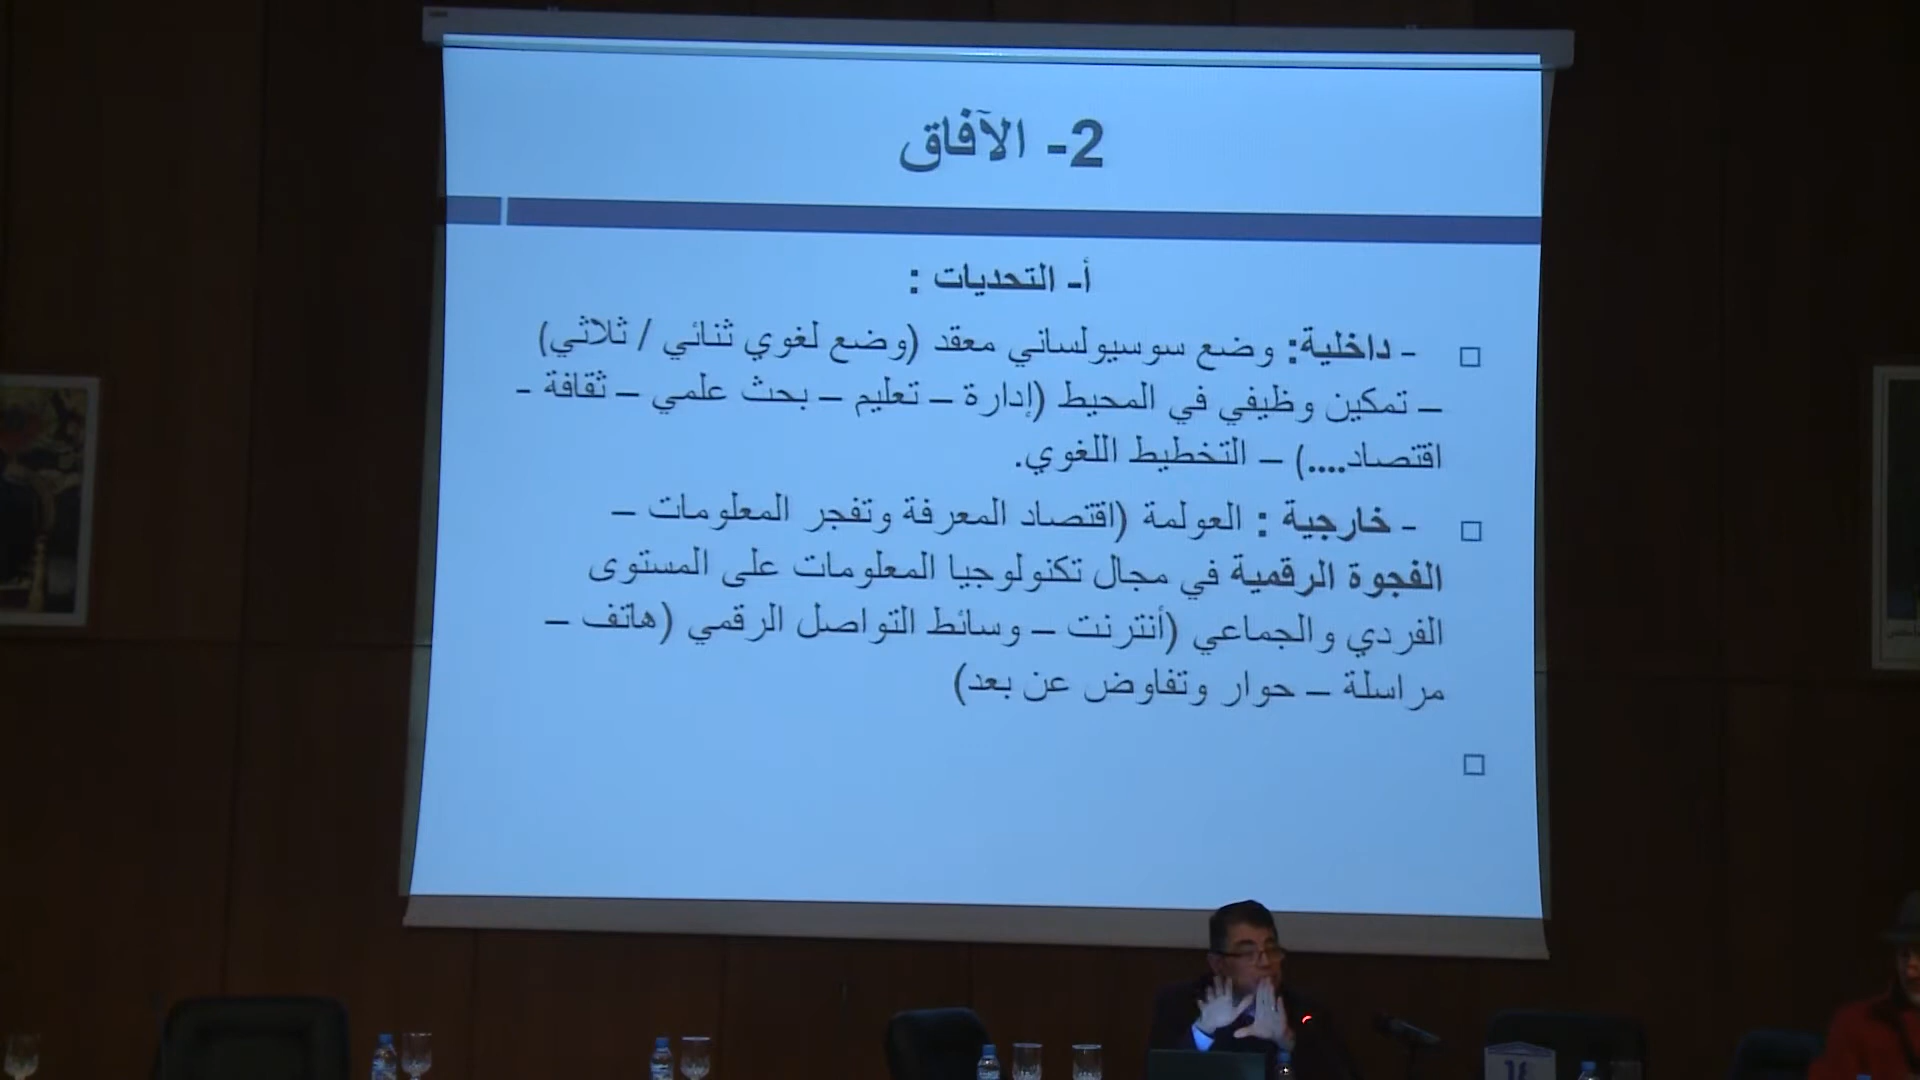 2- الآفاق
أ- التحديات :
- داخلية: وضع سوسيولساني معقد (وضع لغوي ثنائي / ثلاثي)
– تمكين وظيفي في المحيط (إدارة – تعليم – بحث علمي – ثقافة -
اقتصاد....) – التخطيط اللغوي.
- خارجية : العولمة (اقتصاد المعرفة وتفجر المعلومات –
الفجوة الرقمية في مجال تكنولوجيا المعلومات على المستوى
الفردي والجماعي (أنترنت – وسائط التواصل الرقمي (هاتف –
مراسلة – حوار وتفاوض عن بعد)